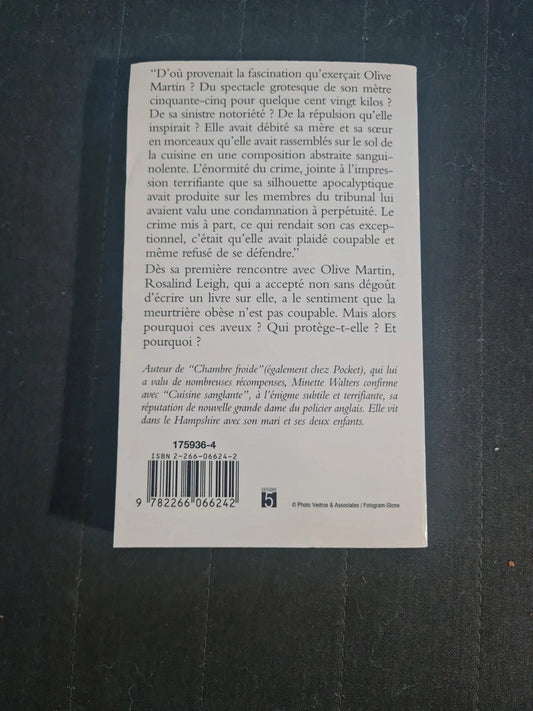 “D'où provenait la fascination qu'exerçait Olive
Martin ? Du spectacle grotesque de son mètre
cinquante-cinq pour quelque cent vingt kilos ?
De sa sinistre notoriété ? De la répulsion qu'elle
inspirait ? Elle avait débité sa mère et sa sœur
en morceaux qu'elle avait rassemblés sur le sol de
la cuisine en une composition abstraite sangui-
nolente. L'énormité du crime, jointe à l'impres-
sion terrifiante que sa silhouette apocalyptique
avait produite sur les membres du tribunal lui
avaient valu une condamnation à perpétuité. Le
crime mis à part, ce qui rendait son cas excep-
tionnel, c'était qu'elle avait plaidé coupable et
même refusé de se défendre.”
Dès sa première rencontre avec Olive Martin,
Rosalind Leigh, qui a accepté non sans dégoût
d'écrire un livre sur elle, a le sentiment que la
meurtrière obèse n'est pas coupable. Mais alors
pourquoi ces aveux ? Qui protège-t-elle ? Et
pourquoi ?
Auteur de “Chambre froide”(également chez Pocket), qui lui
a valu de nombreuses récompenses, Minette Walters confirme
avec “Cuisine sanglante”, à l'énigme subtile et terrifiante, sa
réputation de nouvelle grande dame du policier anglais. Elle vit
dans le Hampshire avec son mari et ses deux enfants.
175936-4
ISBN 2-266-06624-2
9 782266 066242
5
© Photo Vedros & Associates / Fotogram-Stone